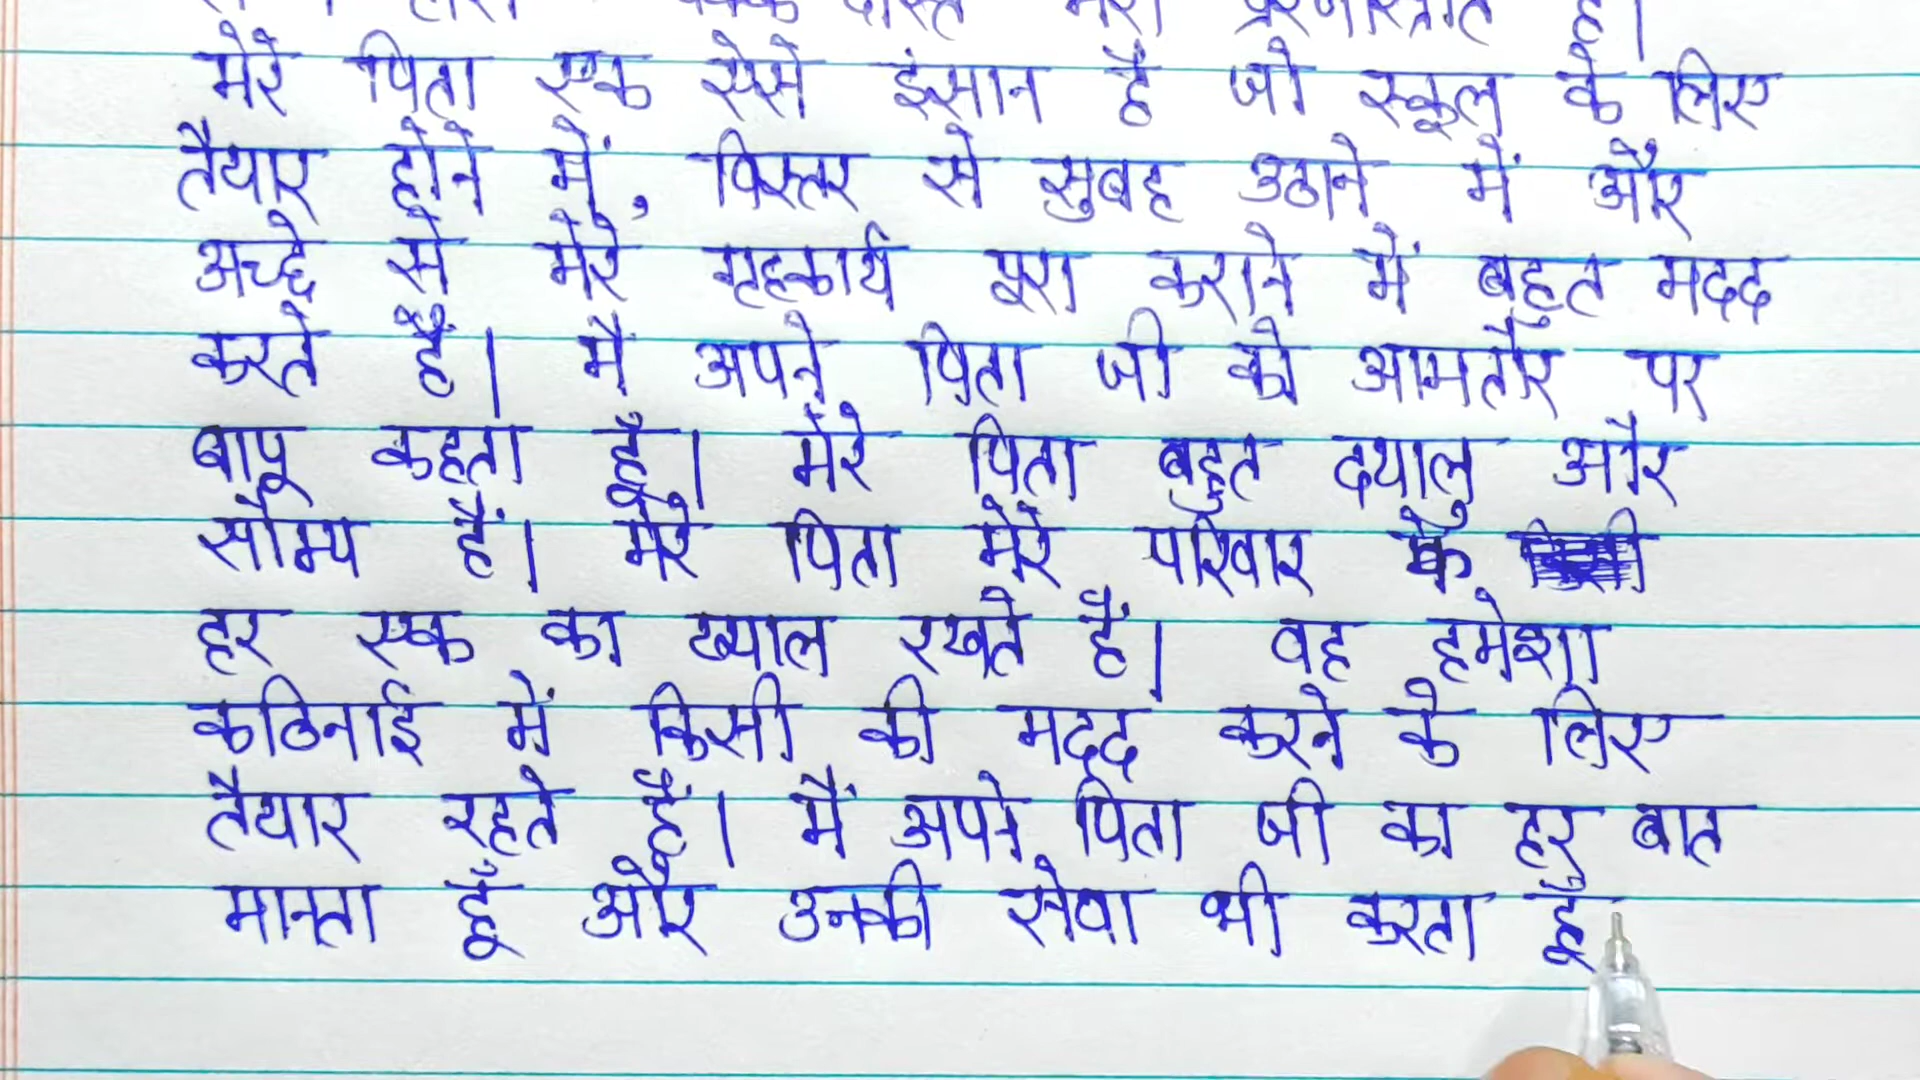 दोस्त मेरा प्रेरणास्त्रोत है।
मेरे पिता एक ऐसे इंसान है जो स्कूल के लिए
तैयार होने में, बिस्तर से सुबह उठाने में और
अच्छे से मेरे गृहकार्य पूरा कराने में बहुत मदद
करते हैं। मैं अपने पिता जी को आमतौर पर
बापू कहता हूँ। मेरे पिता बहुत दयालु और
सौम्य हैं। मेरे पिता मेरे परिवार के
हर एक का ख्याल रखते हैं। वह हमेशा
कठिनाई में किसी की मदद करने के लिए
तैयार रहते हैं। मैं अपने पिता जी का हर बात
मानता हूँ और उनकी सेवा भी करता हूँ